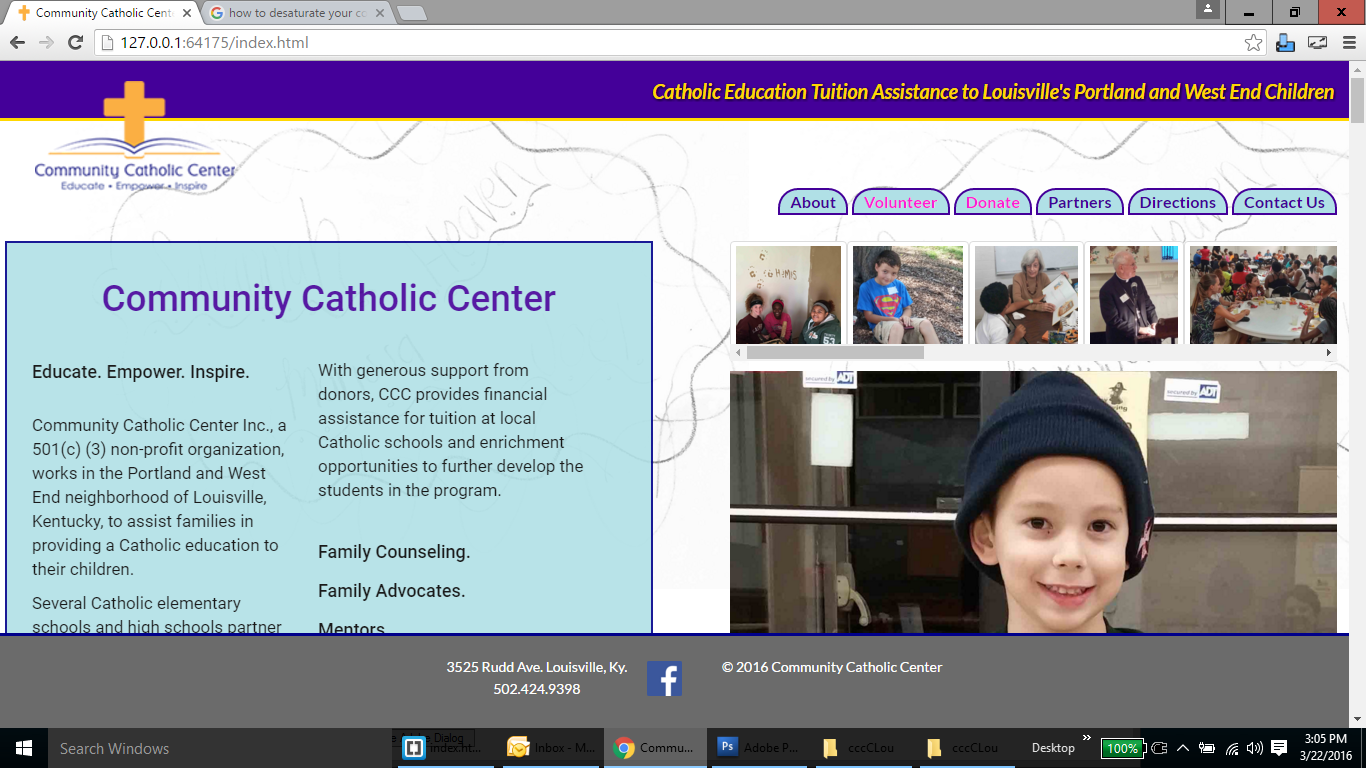 Community Catholic Cent
how to desaturate your co
127.0.0.1:64175/index.html
Catholic Education Tuition Assistance to Louisville's Portland and West End Children
Community Catholic Center
Educate • Empower • Inspire
About
Volunteer
Donate
Partners
Directions
Contact Us
Community Catholic Center
Educate. Empower. Inspire.
Community Catholic Center Inc., a
501(c) (3) non-profit organization,
works in the Portland and West
End neighborhood of Louisville,
Kentucky, to assist families in
providing a Catholic education to
their children.
Several Catholic elementary
schools and high schools partner
With generous support from
donors, CCC provides financial
assistance for tuition at local
Catholic schools and enrichment
opportunities to further develop the
students in the program.
Family Counseling.
Family Advocates.
Mentors
secured by ADT
secured by ADT
3525 Rudd Ave. Louisville, Ky.
502.424.9398
© 2016 Community Catholic Center
Search Windows
index.ht...
Inbox - M...
Commu...
Adobe P...
cccCLou
cccCLou
Desktop
100%
3:05 PM
3/22/2016